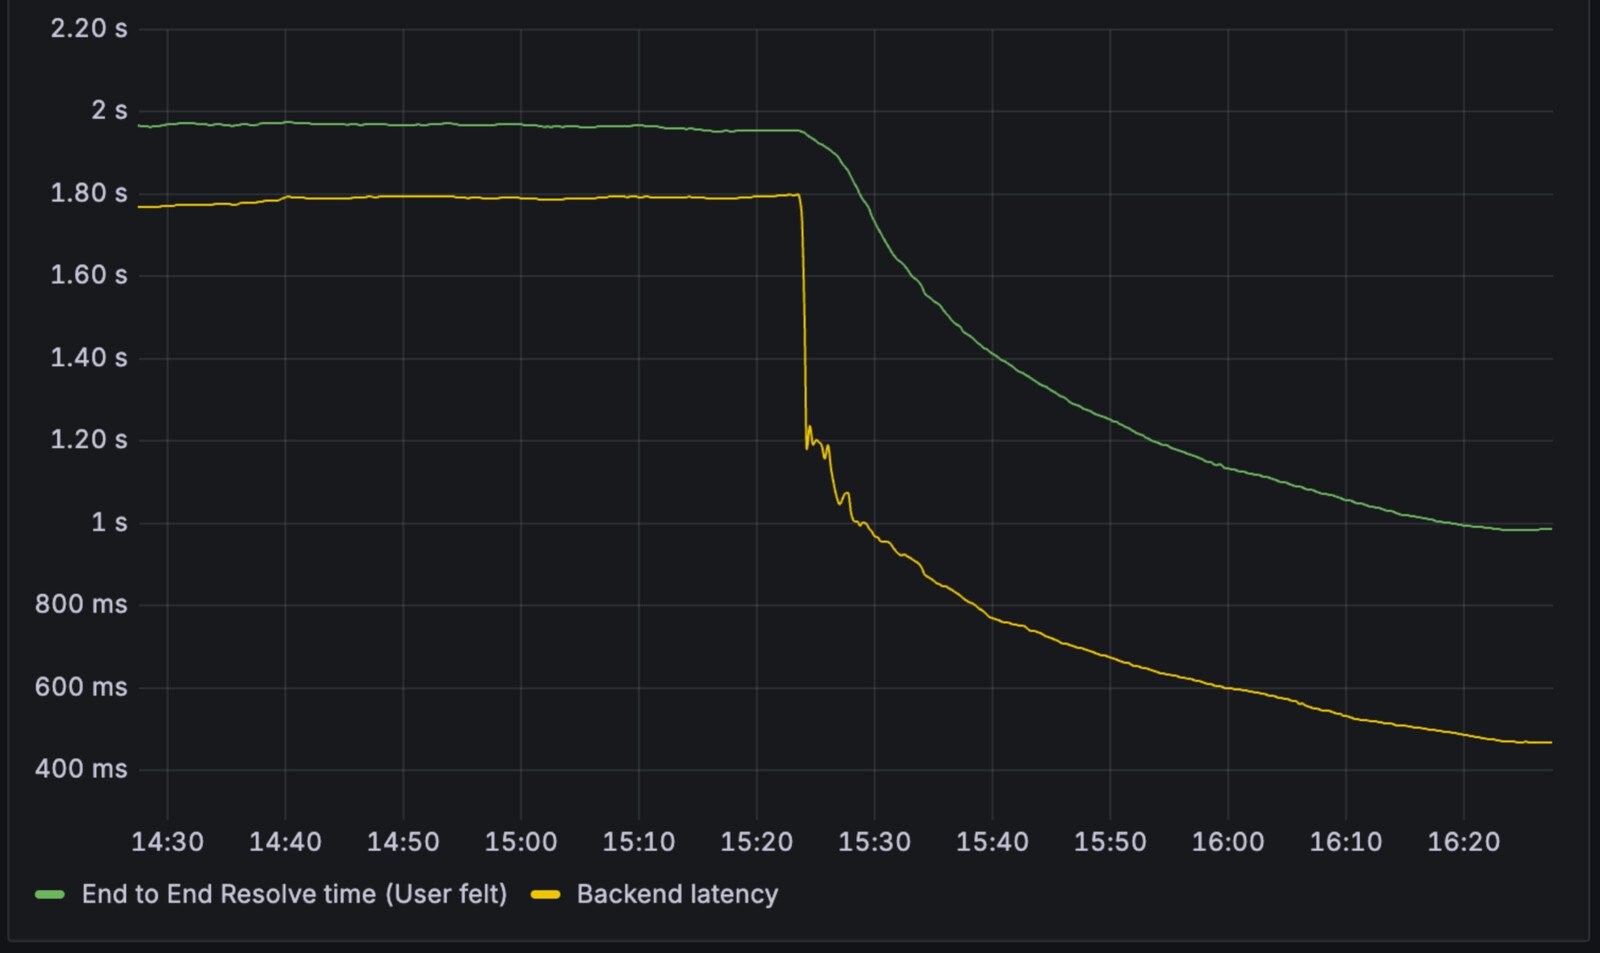 2.20 s
2 s
1.80 s
1.60 s
1.40 s
1.20 s
1 s
800 ms
600 ms
400 ms
14:30 14:40 14:50 15:00 15:10 15:20 15:30 15:40 15:50 16:00 16:10 16:20
End to End Resolve time (User felt) Backend latency